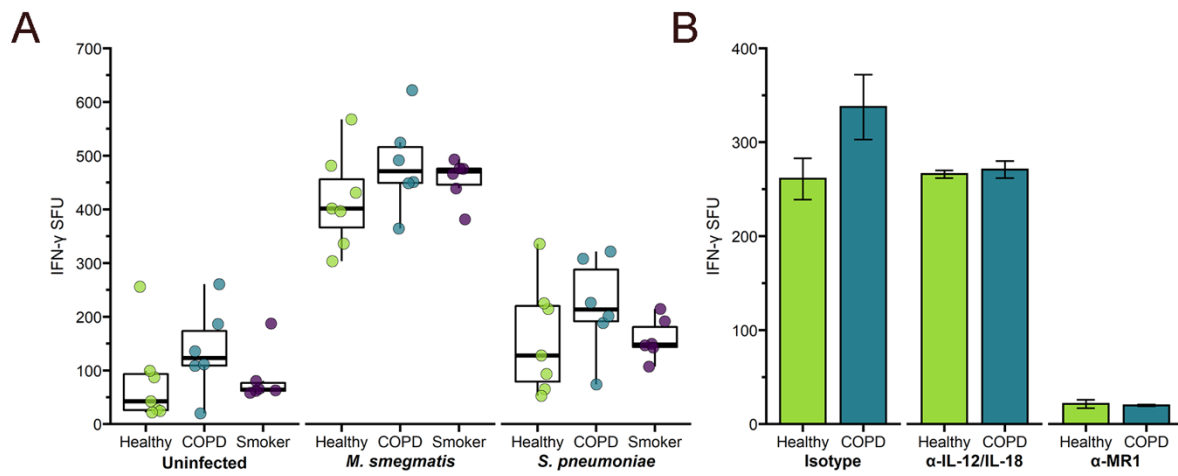 A
IFN-γ SFU
700
600
500
400
300
200
100
0
Healthy COPD Smoker Healthy COPD Smoker Healthy COPD Smoker
Uninfected M. smegmatis S. pneumoniae
B
IFN-γ SFU
400
300
200
100
0
Healthy COPD Healthy COPD Healthy COPD
Isotype α-IL-12/IL-18 α-MR1